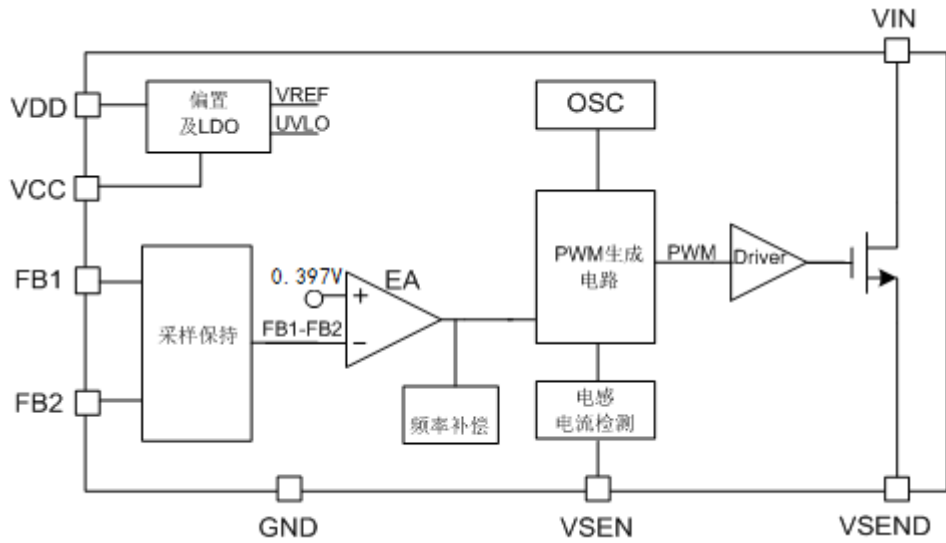 VIN
VDD
偏置
及LDO
VREF
UVLO
OSC
VCC
FB1
采样保持
0.397V
+
EA
FB1-FB2
−
PWM生成
电路
PWM
Driver
FB2
频率补偿
电感
电流检测
GND
VSEN
VSEND